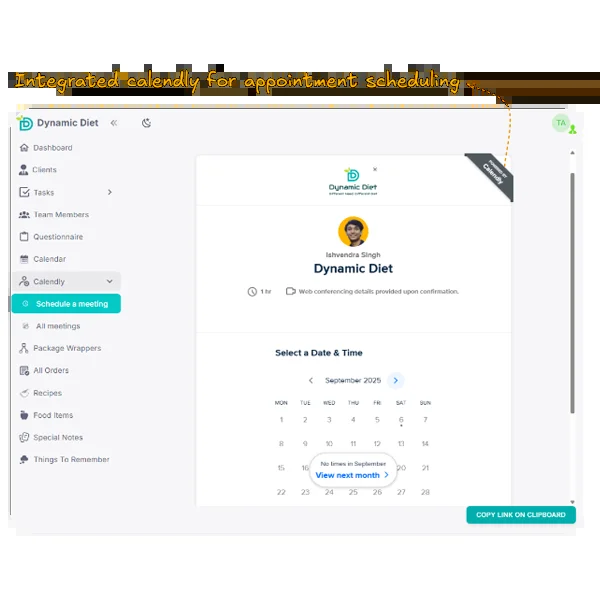 Integrated calendly for appointment scheduling
Dynamic Diet
TA
Dashboard
Clients
Tasks
Team Members
Questionnaire
Calendar
Calendly
Schedule a meeting
All meetings
Package Wrappers
All Orders
Recipes
Food Items
Special Notes
Things To Remember
POWERED BY
Calendly
Dynamic Diet
Ishvendra Singh
Dynamic Diet
1 hr
Web conferencing details provided upon confirmation.
Select a Date & Time
September 2025
MON TUE WED THU FRI SAT SUN
1 2 3 4 5 6 7
8 9 10 11 12 13 14
15 16 20 21
No times in September
View next month
22 23 24 25 26 27 28
COPY LINK ON CLIPBOARD